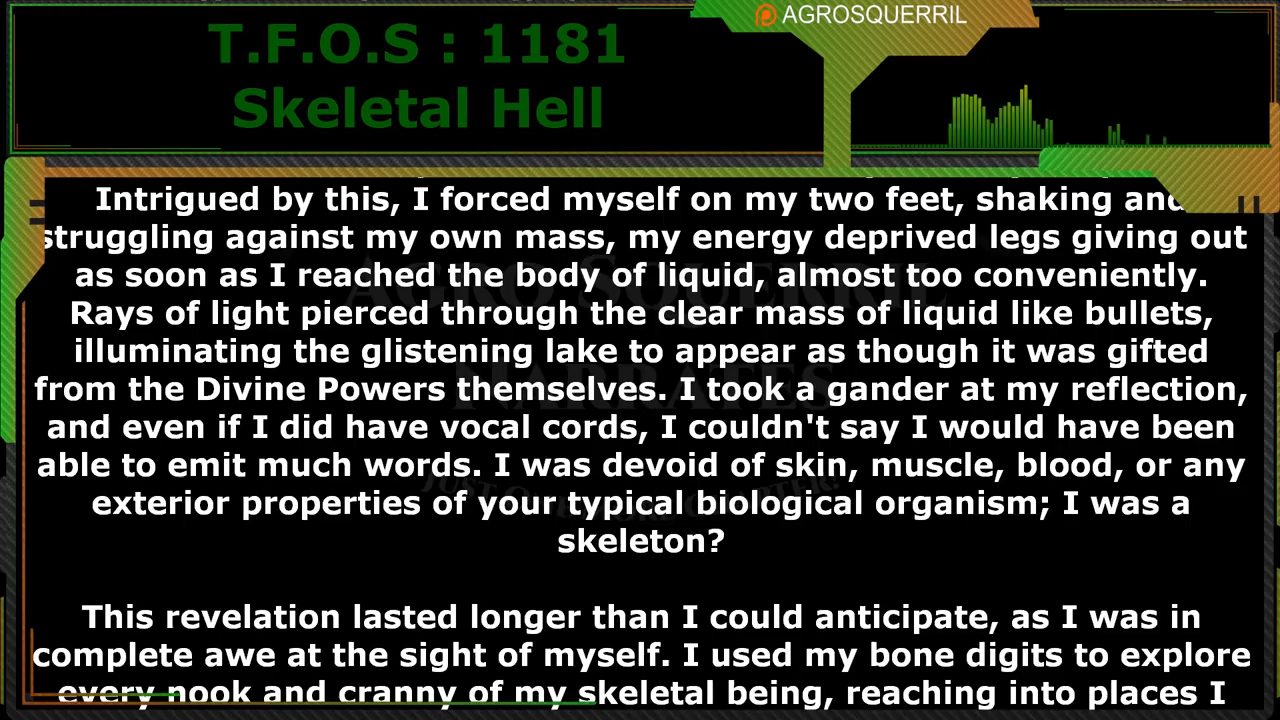 AGROSQUERRIL
T.F.O.S : 1181
Skeletal Hell
Intrigued by this, I forced myself on my two feet, shaking and
struggling against my own mass, my energy deprived legs giving out
as soon as I reached the body of liquid, almost too conveniently.
Rays of light pierced through the clear mass of liquid like bullets,
illuminating the glistening lake to appear as though it was gifted
from the Divine Powers themselves. I took a gander at my reflection,
and even if I did have vocal cords, I couldn't say I would have been
able to emit much words. I was devoid of skin, muscle, blood, or any
exterior properties of your typical biological organism; I was a
skeleton?
This revelation lasted longer than I could anticipate, as I was in
complete awe at the sight of myself. I used my bone digits to explore
every nook and cranny of my skeletal being, reaching into places I